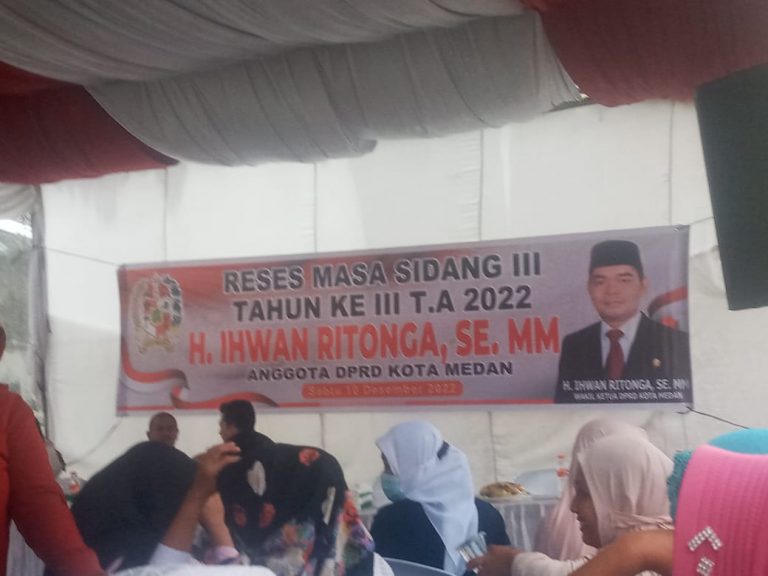 RESES MASA SIDANG III
TAHUN KE III T.A 2022
H. IHWAN RITONGA, SE. MM
ANGGOTA DPRD KOTA MEDAN
Sabtu 10 Desember 2022
H. IHWAN RITONGA, SE, MM
WAKIL KETUA DPRD KOTA MEDAN